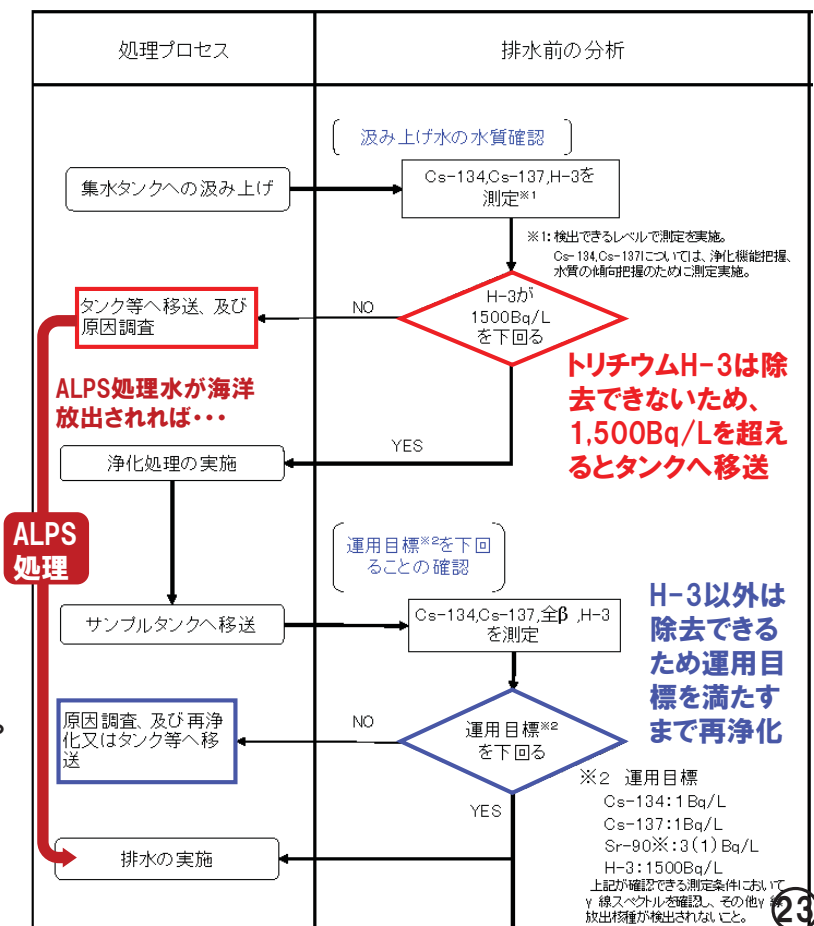 処理プロセス
排水前の分析
汲み上げ水の水質確認
集水タンクへの汲み上げ
Cs-134,Cs-137,H-3を
測定※1
※1: 検出できるレベルで測定を実施。
Cs-134,Cs-137については、浄化機能把握、
水質の傾向把握のために測定実施。
タンク等へ移送、及び
原因調査
NO
H-3が
1500Bq/L
を下回る
ALPS処理水が海洋
放出されれば・・・
トリチウムH-3は除
去できないため、
1,500Bq/Lを超え
るとタンクへ移送
YES
浄化処理の実施
ALPS
処理
運用目標※2を下回
ることの確認
サンプルタンクへ移送
Cs-134,Cs-137,全β ,H-3
を測定
H-3以外は
除去できる
ため運用目
標を満たす
まで再浄化
。
原因調査、及び再浄
化又はタンク等へ移
送
NO
運用目標※2
を下回る
YES
排水の実施
※2 運用目標
Cs-134:1Bq/L
Cs-137:1Bq/L
Sr-90※:3(1)Bq/L
H-3:1500Bq/L
上記が確認できる測定条件において
γ線スペクトルを確認し、その他γ線
放出核種が検出されないこと。
23